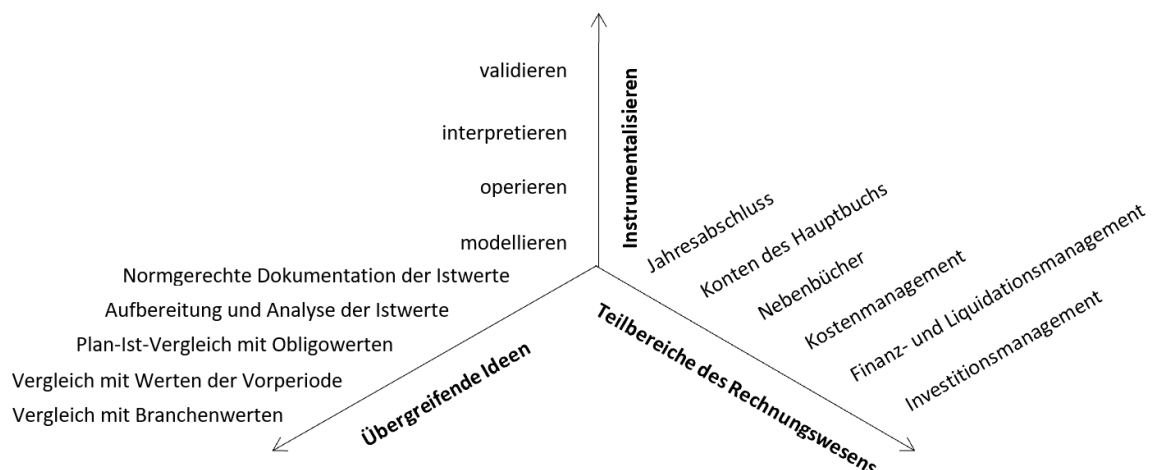 validieren
interpretieren
operieren
modellieren
Instrumentalisieren
Normgerechte Dokumentation der Istwerte
Aufbereitung und Analyse der Istwerte
Plan-Ist-Vergleich mit Obligowerten
Vergleich mit Werten der Vorperiode
Vergleich mit Branchenwerten
Übergreifende Ideen
Jahresabschluss
Konten des Hauptbuchs
Nebenbücher
Kostenmanagement
Finanz- und Liquidationsmanagement
Investitionsmanagement
Teilbereiche des Rechnungswesens